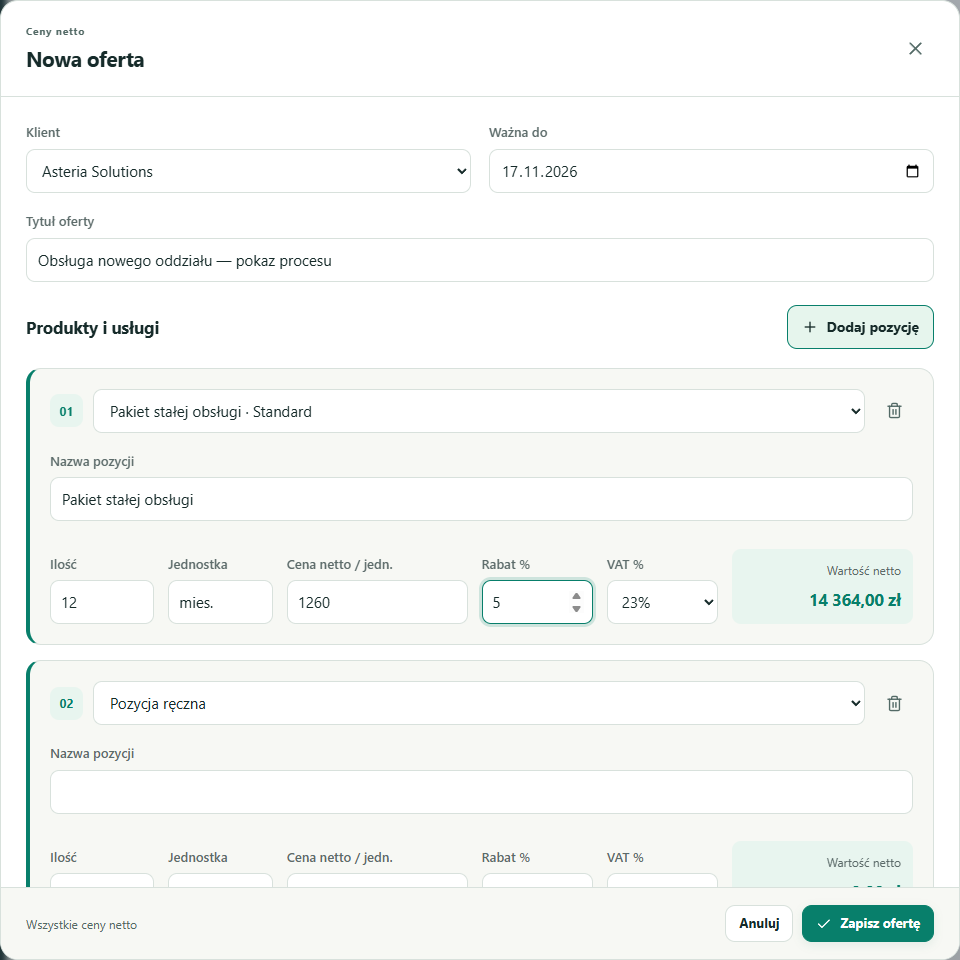 Ceny netto
Nowa oferta
Klient
Ważna do
Asteria Solutions
17.11.2026
Tytuł oferty
Obsługa nowego oddziału — pokaz procesu
Produkty i usługi
Dodaj pozycję
01
Pakiet stałej obsługi · Standard
Nazwa pozycji
Pakiet stałej obsługi
Ilość
Jednostka
Cena netto / jedn.
Rabat %
VAT %
Wartość netto
12
mies.
1260
5
23%
14 364,00 zł
02
Pozycja ręczna
Nazwa pozycji
Ilość
Jednostka
Cena netto / jedn.
Rabat %
VAT %
Wartość netto
Wszystkie ceny netto
Anuluj
Zapisz ofertę